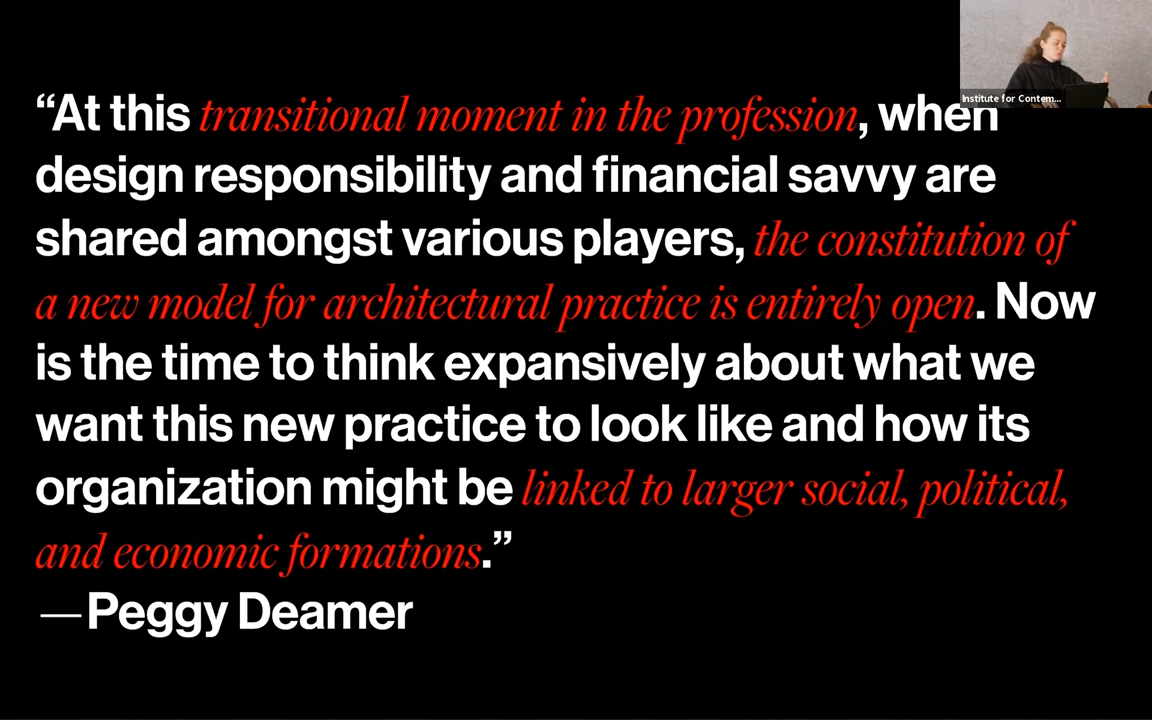 “At this transitional moment in the profession, when
design responsibility and financial savvy are
shared amongst various players, the constitution of
a new model for architectural practice is entirely open. Now
is the time to think expansively about what we
want this new practice to look like and how its
organization might be linked to larger social, political,
and economic formations.”
—Peggy Deamer
Institute for Contem...